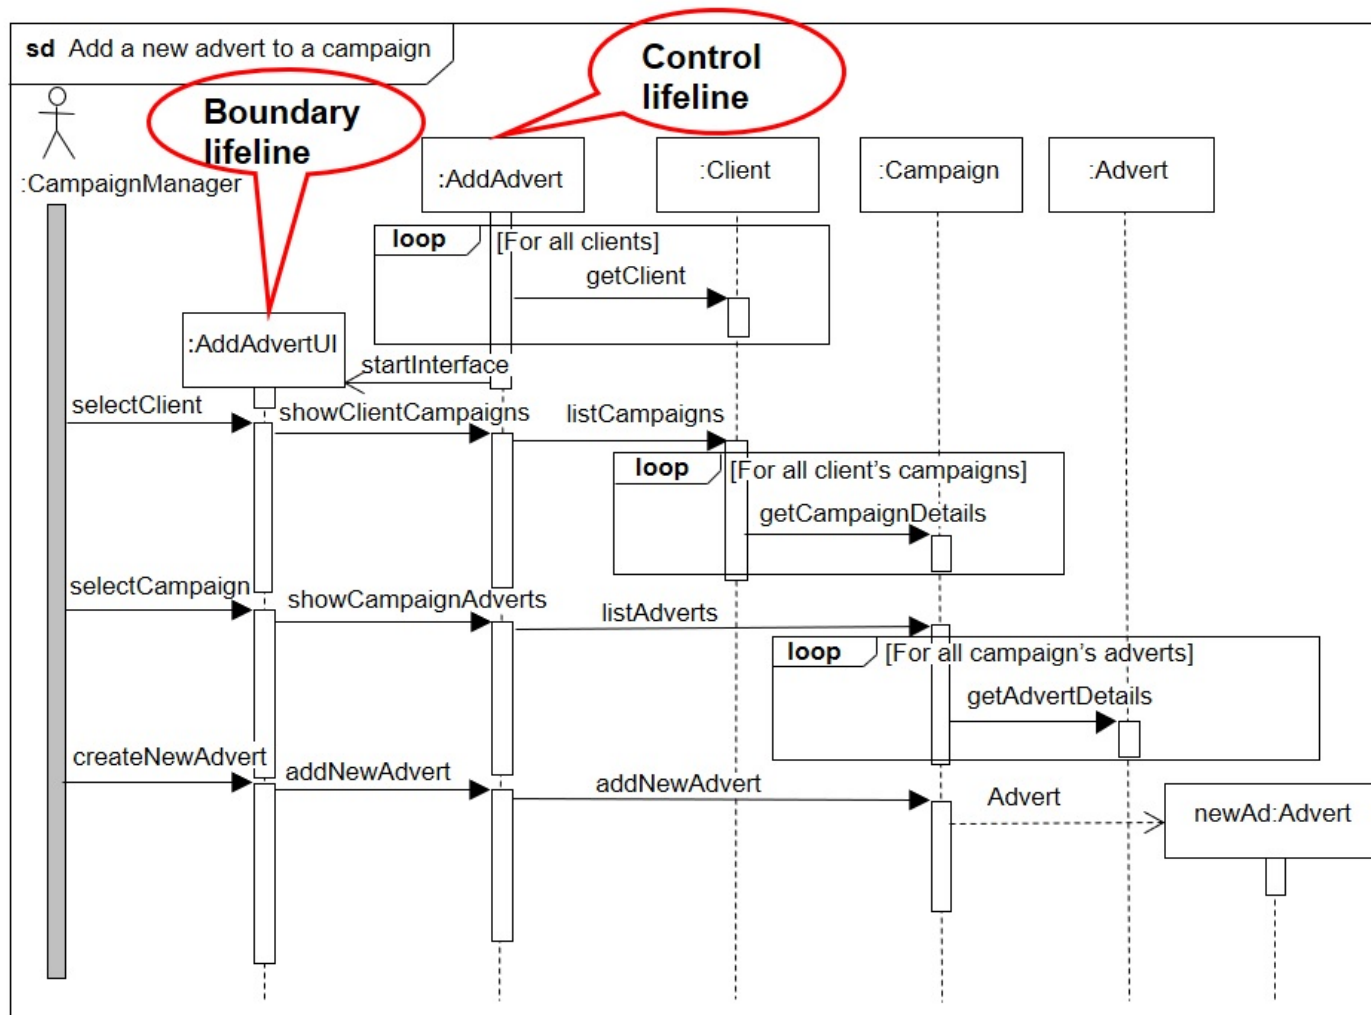 sd Add a new advert to a campaign
Control
lifeline
Boundary
lifeline
:CampaignManager
:AddAdvert
:Client
:Campaign
:Advert
loop [For all clients]
getClient
:AddAdvertUI
startInterface
selectClient
showClientCampaigns
listCampaigns
loop [For all client's campaigns]
getCampaignDetails
selectCampaign
showCampaignAdverts
listAdverts
loop [For all campaign's adverts]
getAdvertDetails
createNewAdvert
addNewAdvert
addNewAdvert
Advert
newAd:Advert